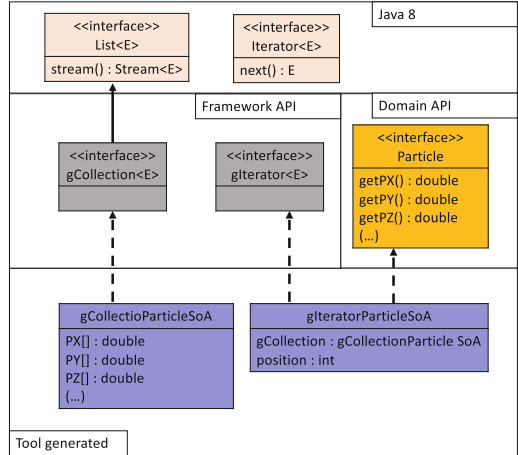 Java 8
<<interface>>
List<E>
stream() : Stream<E>
<<interface>>
Iterator<E>
next() : E
Framework API
Domain API
<<interface>>
gCollection<E>
<<interface>>
gIterator<E>
<<interface>>
Particle
getPX() : double
getPY() : double
getPZ() : double
(...)
gCollectioParticleSoA
PX[] : double
PY[] : double
PZ[] : double
(...)
gIteratorParticleSoA
gCollection : gCollectionParticle SoA
position : int
Tool generated